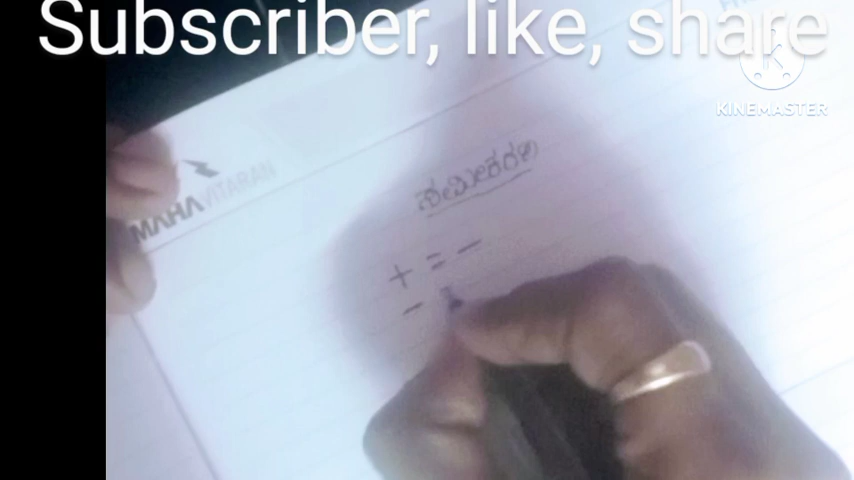 Subscriber, like, share
KINEMASTER
MAHAVITARAN
ಸಮೀಕರಣ
+ = -
- =